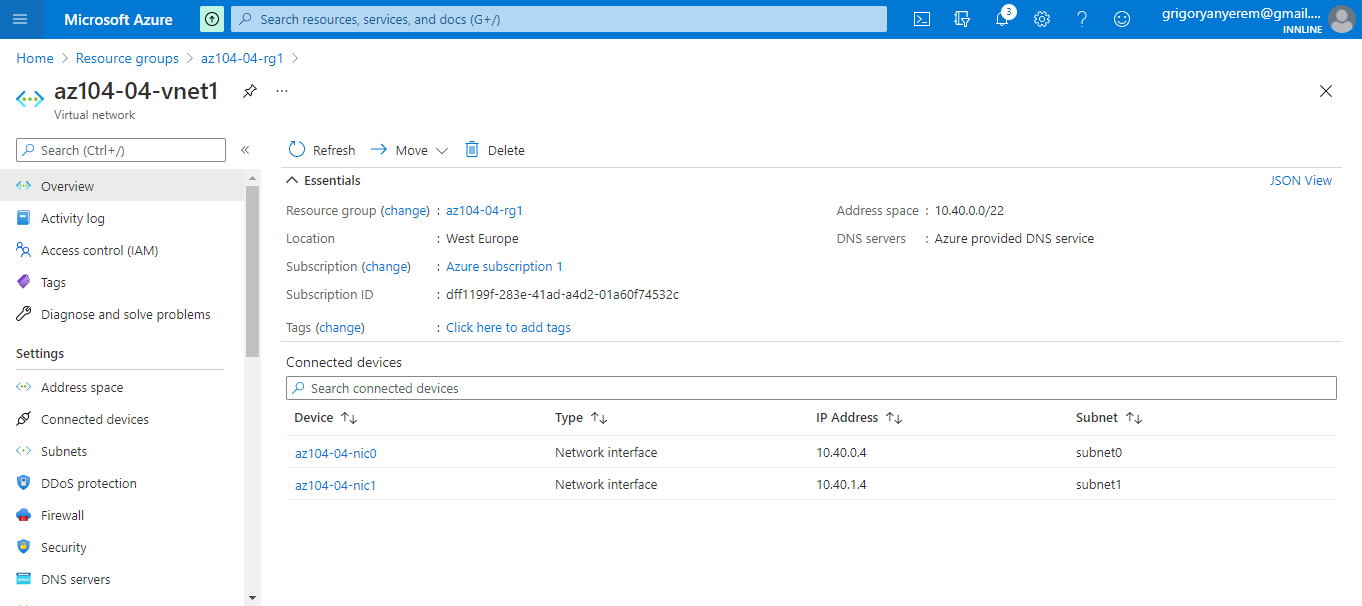 Microsoft Azure
Search resources, services, and docs (G+/)
3
grigoryanyerem@gmail....
INNLINE
Home > Resource groups > az104-04-rg1 >
az104-04-vnet1 ...
Virtual network
Search (Ctrl+/) «
Refresh Move Delete
Overview
Activity log
Access control (IAM)
Tags
Diagnose and solve problems
Settings
Address space
Connected devices
Subnets
DDoS protection
Firewall
Security
DNS servers
Essentials JSON View
Resource group (change) : az104-04-rg1
Location : West Europe
Subscription (change) : Azure subscription 1
Subscription ID : dff1199f-283e-41ad-a4d2-01a60f74532c
Tags (change) : Click here to add tags
Address space : 10.40.0.0/22
DNS servers : Azure provided DNS service
Connected devices
Search connected devices
Device Type IP Address Subnet
az104-04-nic0 Network interface 10.40.0.4 subnet0
az104-04-nic1 Network interface 10.40.1.4 subnet1